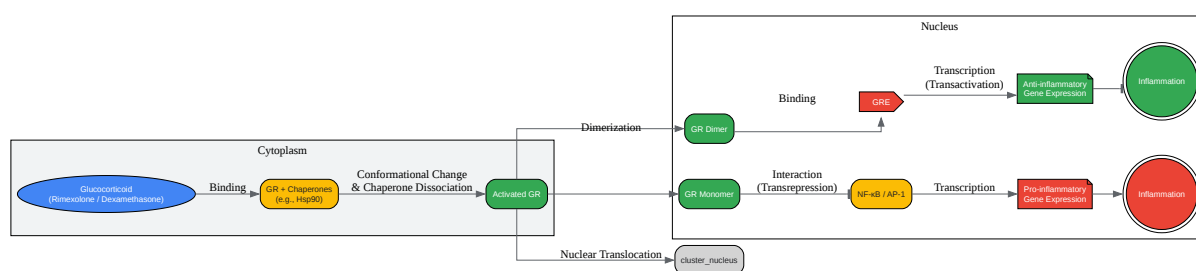 Nucleus
Transcription
(Transactivation)
Anti-inflammatory
Gene Expression
Inflammation
Binding
GRE
Dimerization
GR Dimer
Cytoplasm
Glucocorticoid
(Rimexolone / Dexamethasone)
Binding
GR + Chaperones
(e.g., Hsp90)
Conformational Change
& Chaperone Dissociation
Activated GR
GR Monomer
Interaction
(Transrepression)
NF-κB / AP-1
Transcription
Pro-inflammatory
Gene Expression
Inflammation
Nuclear Translocation
cluster_nucleus